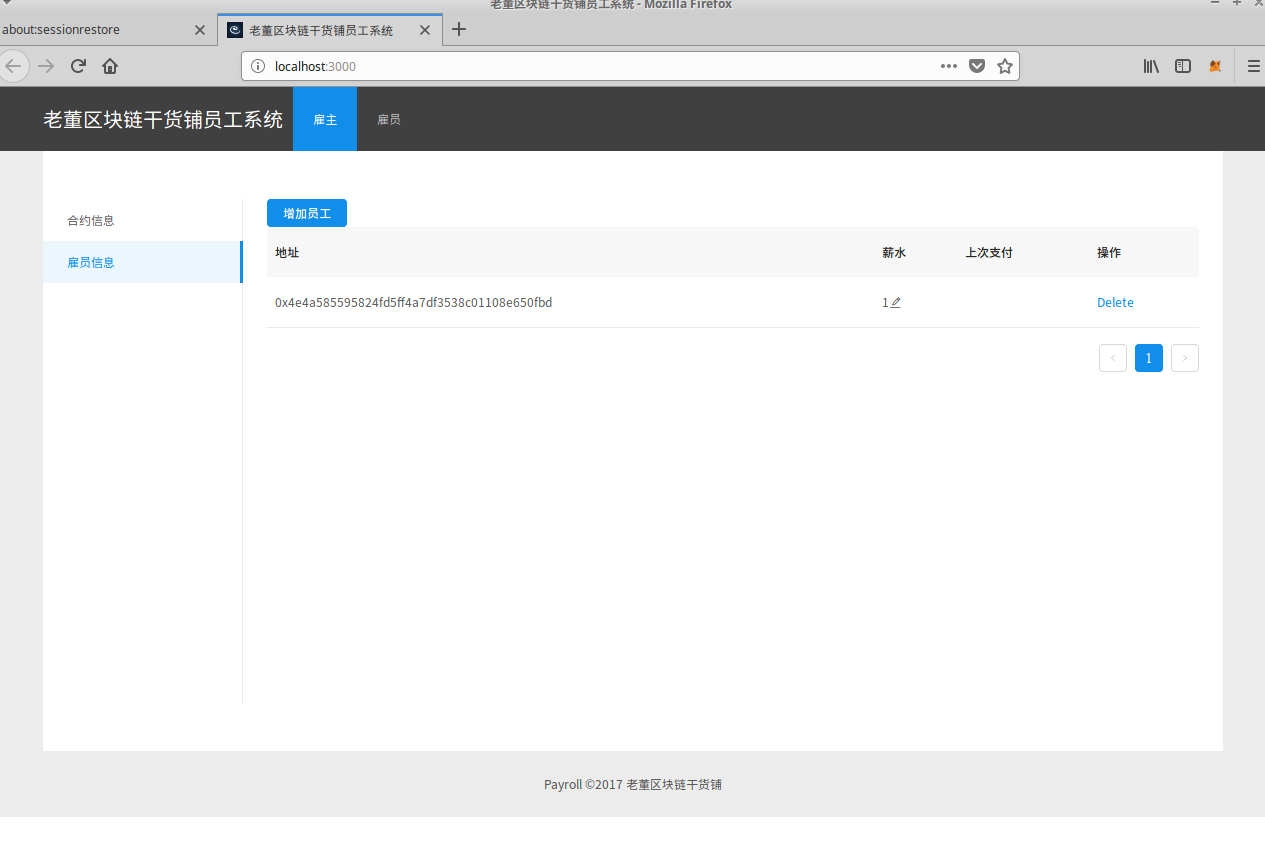 老董区块链干货铺员工系统 - Mozilla Firefox
about:sessionrestore
老董区块链干货铺员工系统
localhost:3000
老董区块链干货铺员工系统 雇主 雇员
合约信息
雇员信息
增加员工
地址 薪水 上次支付 操作
0x4e4a585595824fd5ff4a7df3538c01108e650fbd 1 Delete
< 1 >
Payroll ©2017 老董区块链干货铺